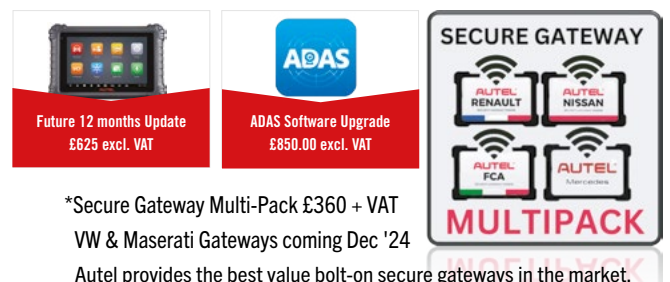 Future 12 months Update
£625 excl. VAT
ADAS
ADAS Software Upgrade
£850.00 excl. VAT
SECURE GATEWAY
AUTEL
RENAULT
AUTEL
NISSAN
AUTEL
FCA
AUTEL
Mercedes
MULTIPACK
*Secure Gateway Multi-Pack £360 + VAT
VW & Maserati Gateways coming Dec '24
Autel provides the best value bolt-on secure gateways in the market.